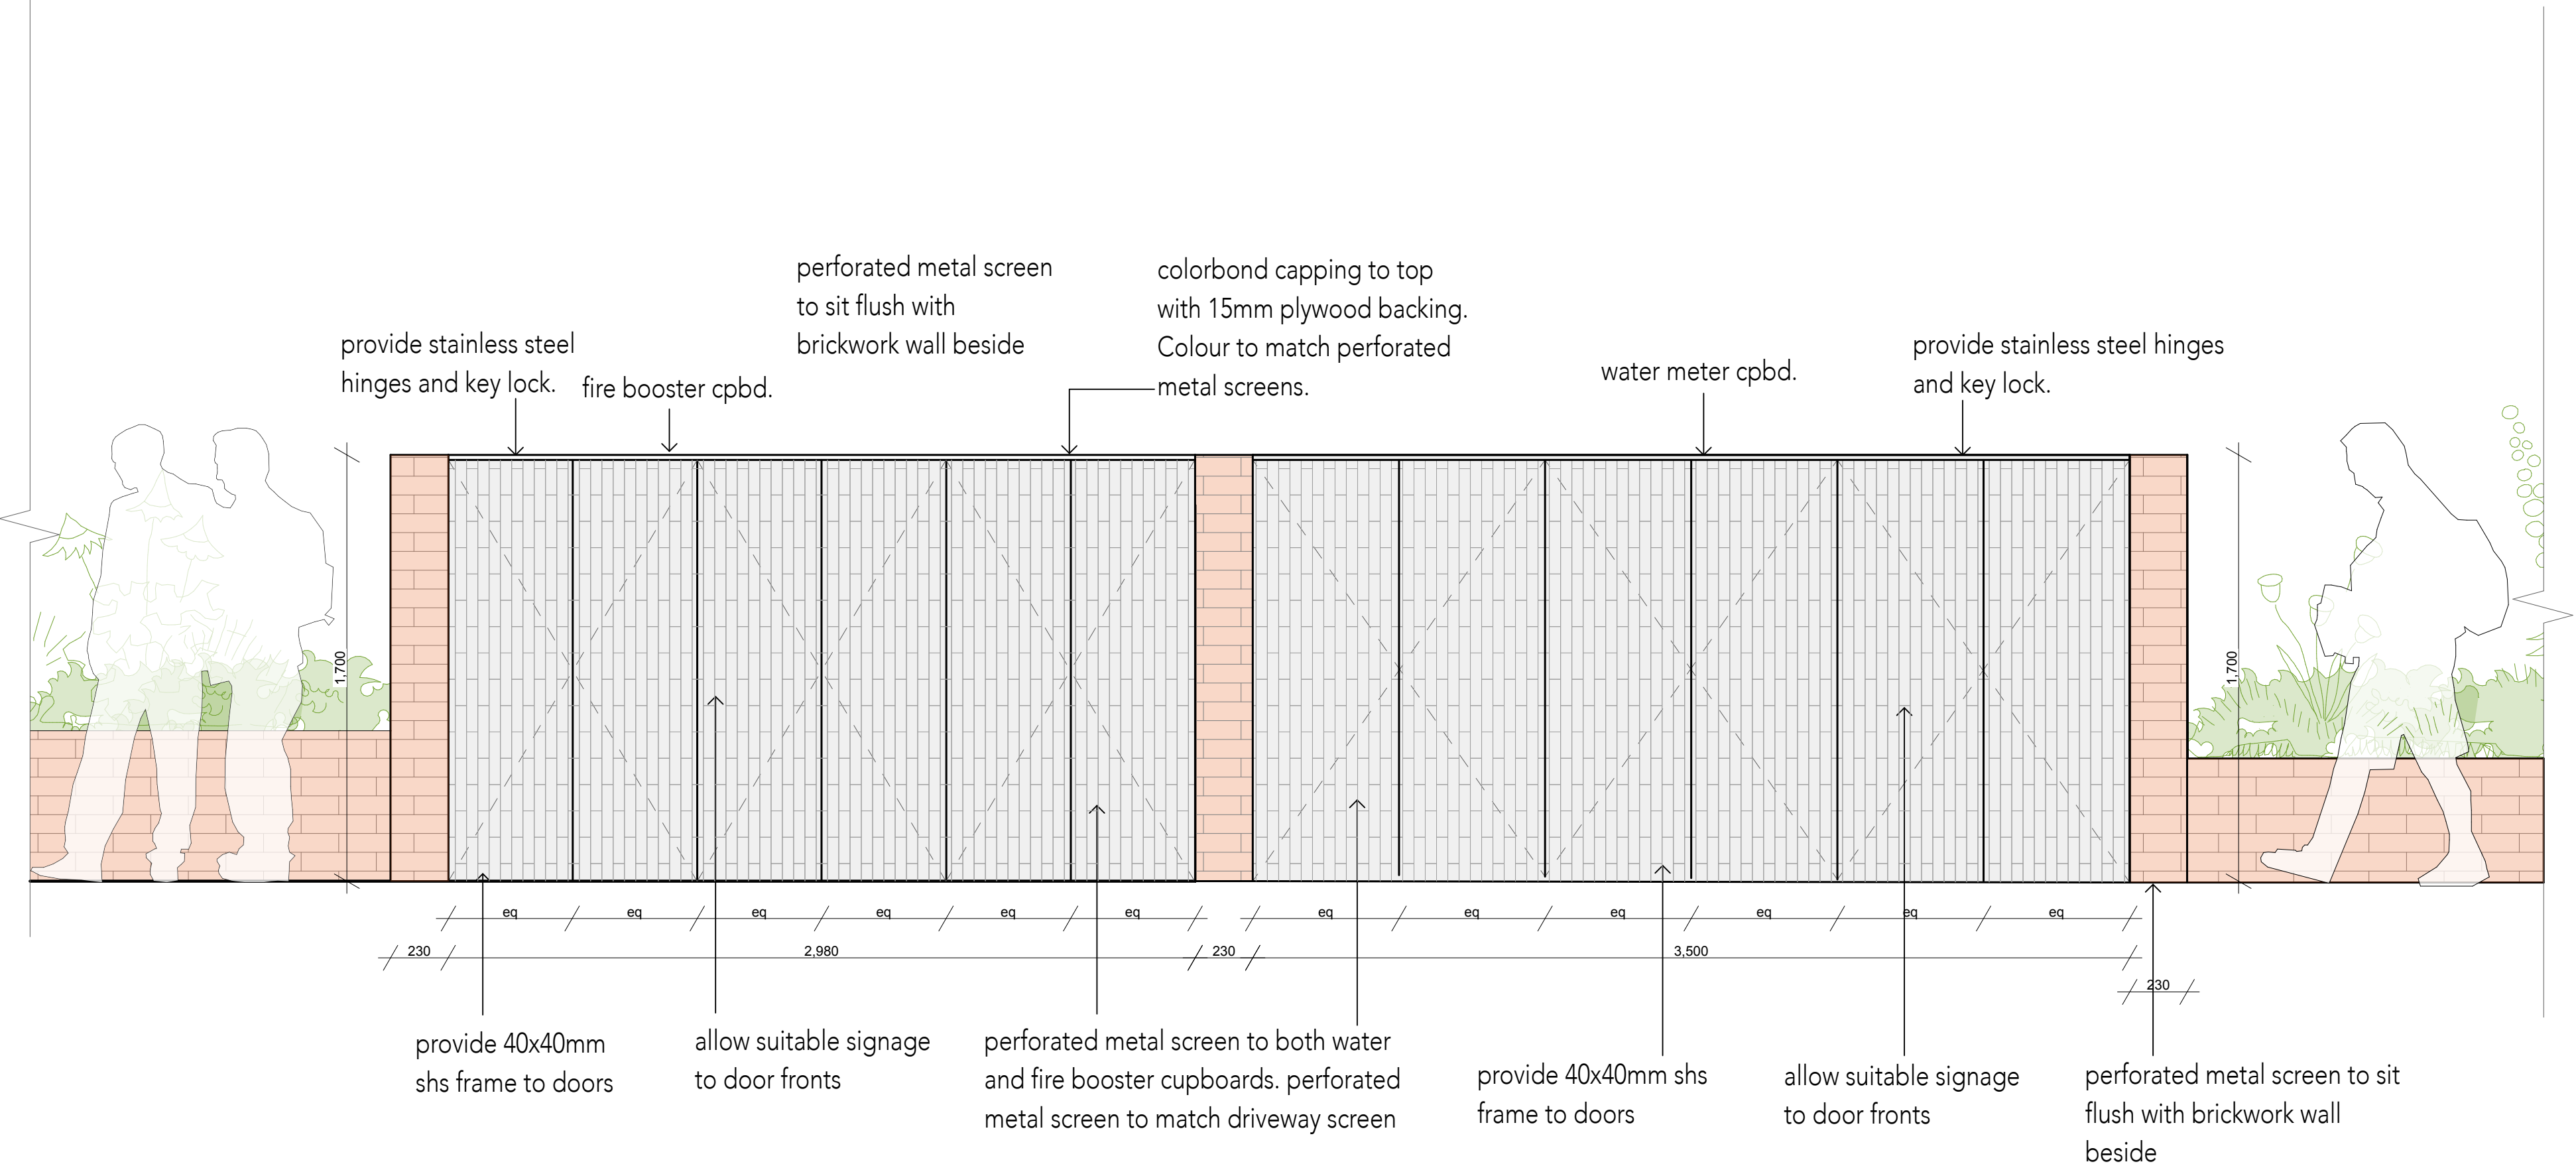 perforated metal screen
to sit flush with
brickwork wall beside
colorbond capping to top
with 15mm plywood backing.
Colour to match perforated
metal screens.
provide stainless steel
hinges and key lock.
fire booster cpbd.
water meter cpbd.
provide stainless steel hinges
and key lock.
1,700
1,700
eq eq eq eq eq eq eq eq eq eq eq eq
230 2,980 230 3,500
230
provide 40x40mm
shs frame to doors
allow suitable signage
to door fronts
perforated metal screen to both water
and fire booster cupboards. perforated
metal screen to match driveway screen
provide 40x40mm shs
frame to doors
allow suitable signage
to door fronts
perforated metal screen to sit
flush with brickwork wall
beside